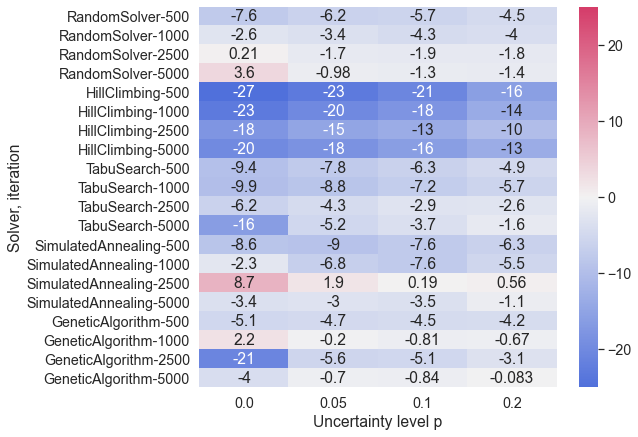 RandomSolver-500 -7.6 -6.2 -5.7 -4.5
RandomSolver-1000 -2.6 -3.4 -4.3 -4
RandomSolver-2500 0.21 -1.7 -1.9 -1.8
RandomSolver-5000 3.6 -0.98 -1.3 -1.4
HillClimbing-500 -27 -23 -21 -16
HillClimbing-1000 -23 -20 -18 -14
HillClimbing-2500 -18 -15 -13 -10
HillClimbing-5000 -20 -18 -16 -13
TabuSearch-500 -9.4 -7.8 -6.3 -4.9
TabuSearch-1000 -9.9 -8.8 -7.2 -5.7
TabuSearch-2500 -6.2 -4.3 -2.9 -2.6
TabuSearch-5000 -16 -5.2 -3.7 -1.6
SimulatedAnnealing-500 -8.6 -9 -7.6 -6.3
SimulatedAnnealing-1000 -2.3 -6.8 -7.6 -5.5
SimulatedAnnealing-2500 8.7 1.9 0.19 0.56
SimulatedAnnealing-5000 -3.4 -3 -3.5 -1.1
GeneticAlgorithm-500 -5.1 -4.7 -4.5 -4.2
GeneticAlgorithm-1000 2.2 -0.2 -0.81 -0.67
GeneticAlgorithm-2500 -21 -5.6 -5.1 -3.1
GeneticAlgorithm-5000 -4 -0.7 -0.84 -0.083
0.0 0.05 0.1 0.2
Uncertainty level p
Solver, iteration
20
10
0
−10
−20